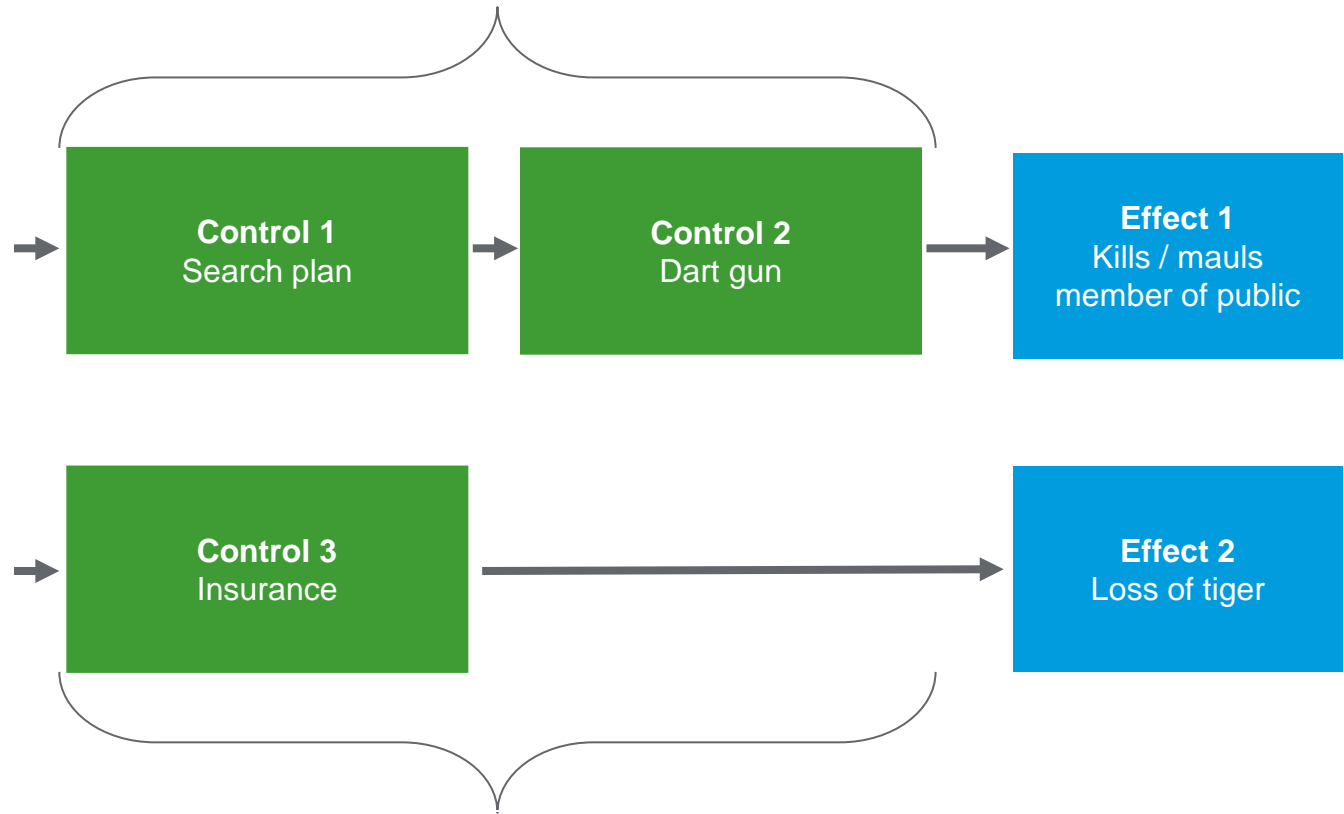 Control 1
Search plan
Control 2
Dart gun
Effect 1
Kills / mauls
member of public
Control 3
Insurance
Effect 2
Loss of tiger